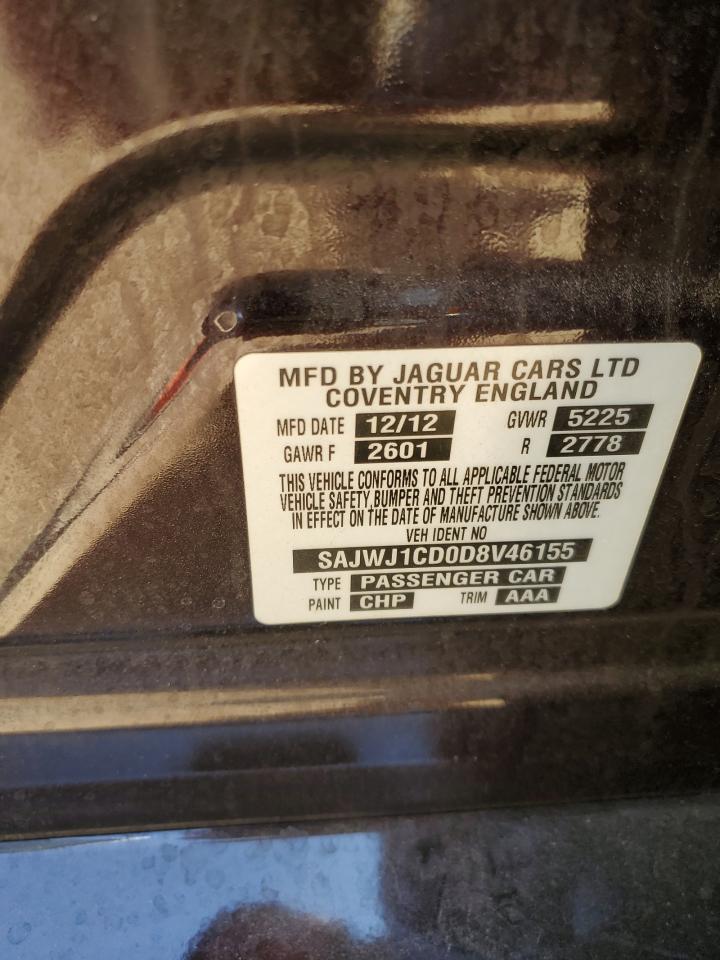 MFD BY JAGUAR CARS LTD
COVENTRY ENGLAND
MFD DATE 12/12 GVWR 5225
GAWR F 2601 R 2778
THIS VEHICLE CONFORMS TO ALL APPLICABLE FEDERAL MOTOR
VEHICLE SAFETY, BUMPER AND THEFT PREVENTION STANDARDS
IN EFFECT ON THE DATE OF MANUFACTURE SHOWN ABOVE.
VEH IDENT NO
SAJWJ1CD0D8V46155
TYPE PASSENGER CAR
PAINT CHP TRIM AAA